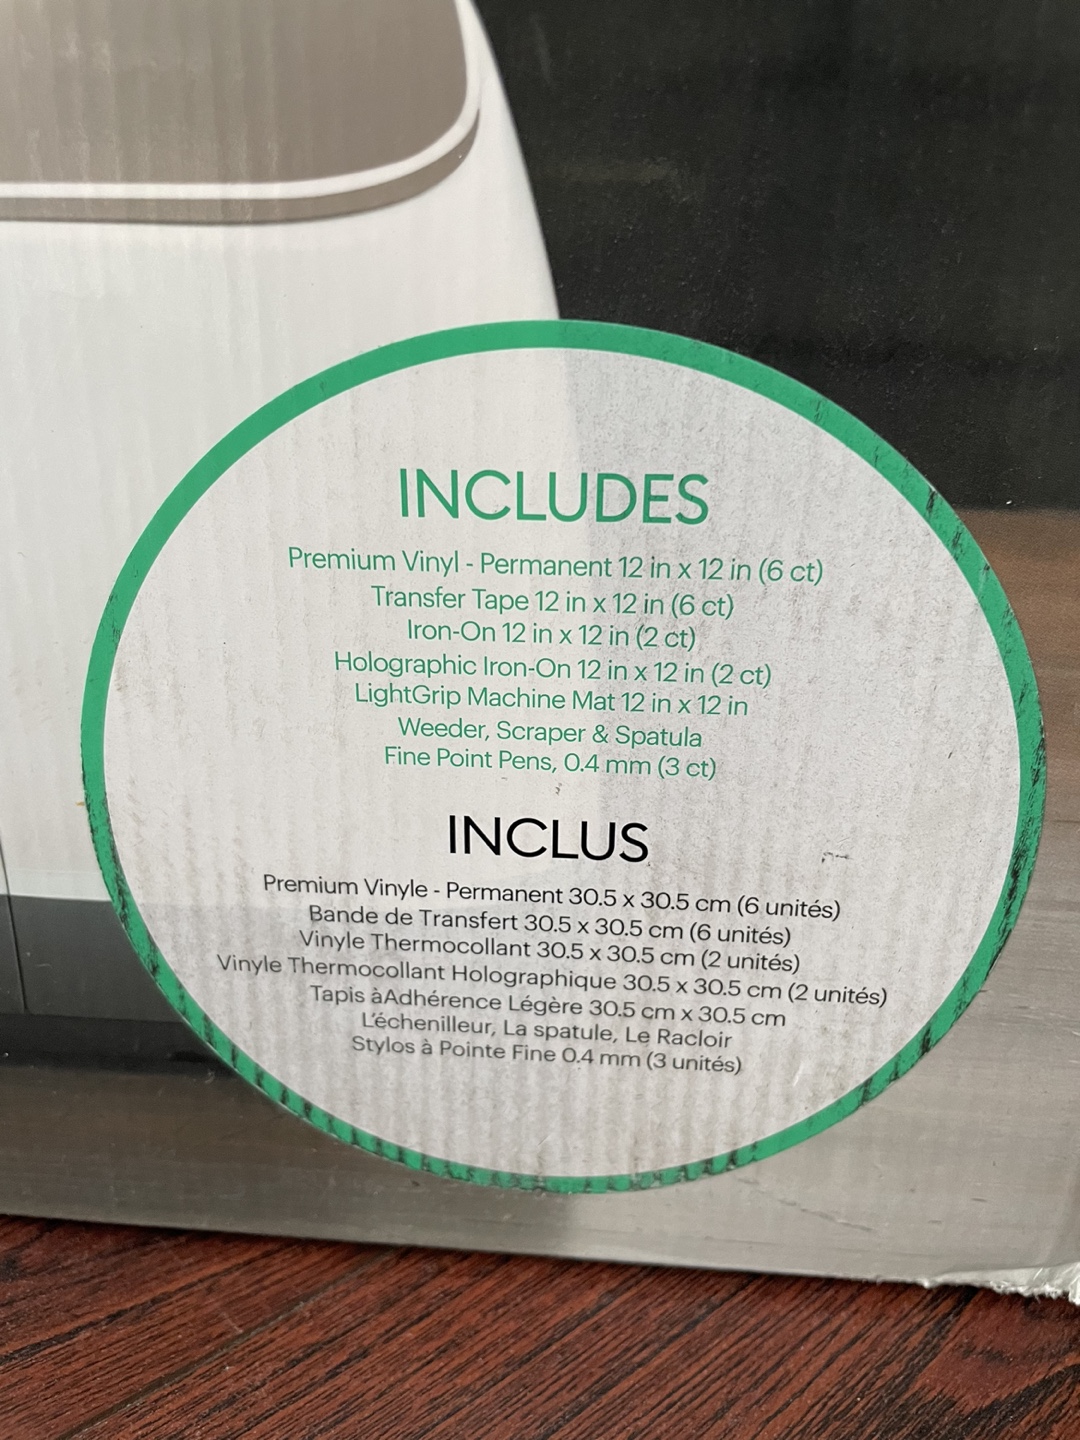 INCLUDES
Premium Vinyl - Permanent 12 in x 12 in (6 ct)
Transfer Tape 12 in x 12 in (6 ct)
Iron-On 12 in x 12 in (2 ct)
Holographic Iron-On 12 in x 12 in (2 ct)
LightGrip Machine Mat 12 in x 12 in
Weeder, Scraper & Spatula
Fine Point Pens, 0.4 mm (3 ct)
INCLUS
Premium Vinyle - Permanent 30.5 x 30.5 cm (6 unités)
Bande de Transfert 30.5 x 30.5 cm (6 unités)
Vinyle Thermocollant 30.5 x 30.5 cm (2 unités)
Vinyle Thermocollant Holographique 30.5 x 30.5 cm (2 unités)
Tapis àAdhérence Légère 30.5 cm x 30.5 cm
L'échenilleur, La spatule, Le Racloir
Stylos à Pointe Fine 0.4 mm (3 unités)